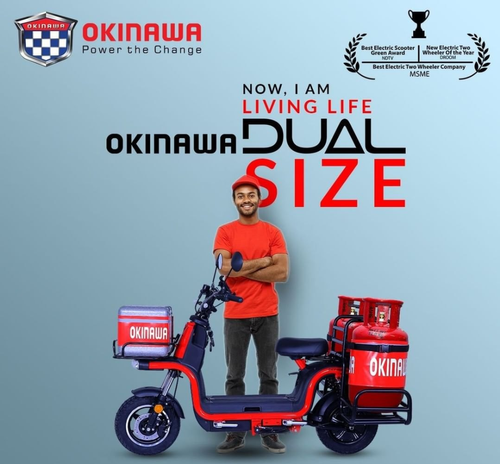 OKINAWA
OKINAWA
Power the Change
Best Electric Scooter
Green Award
NDTV
New Electric Two
Wheeler Of the Year
DROOM
Best Electric Two Wheeler Company
MSME
NOW, I AM
LIVING LIFE
OKINAWA DUAL
SIZE
OKINAWA
OKINAWA